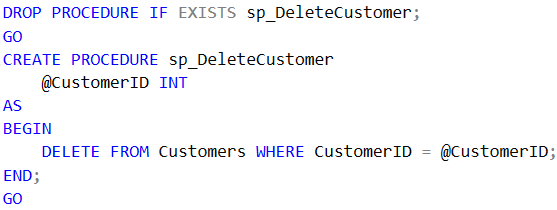 DROP PROCEDURE IF EXISTS sp_DeleteCustomer;
GO
CREATE PROCEDURE sp_DeleteCustomer
    @CustomerID INT
AS
BEGIN
    DELETE FROM Customers WHERE CustomerID = @CustomerID;
END;
GO